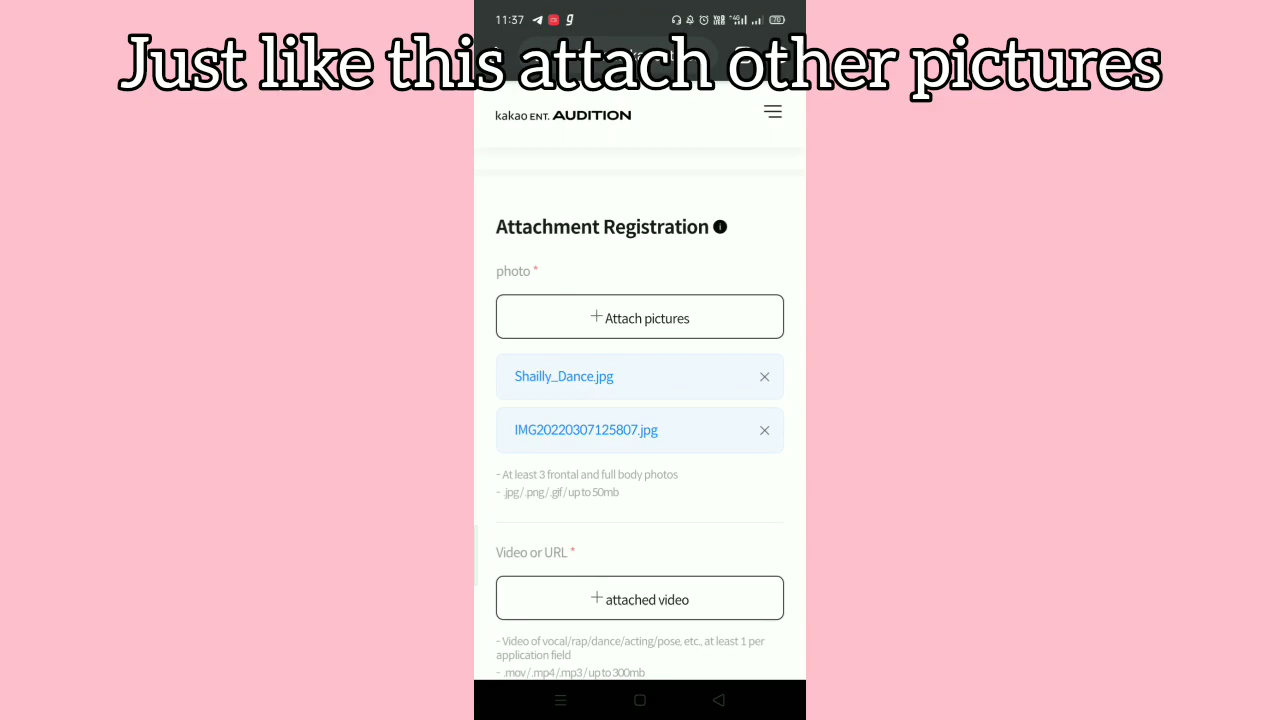 11:37
70
Just like this attach other pictures
kakao ENT. AUDITION
Attachment Registration
photo *
+ Attach pictures
Shailly_Dance.jpg
IMG20220307125807.jpg
- At least 3 frontal and full body photos
- .jpg / .png / .gif / up to 50mb
Video or URL *
+ attached video
- Video of vocal/rap/dance/acting/pose, etc., at least 1 per
application field
- .mov / .mp4 / .mp3 / up to 300mb